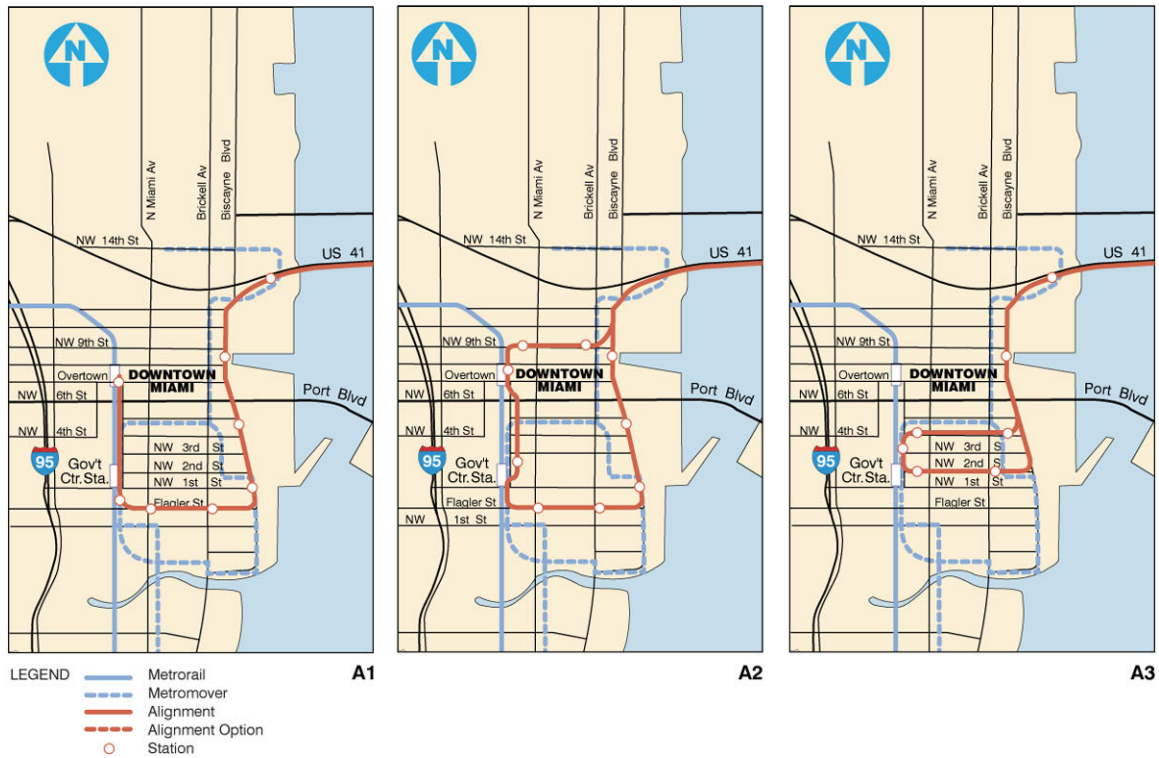 N
N Miami Av
Brickell Av
Biscayne Blvd
NW 14th St
US 41
NW 9th St
Overtown
DOWNTOWN
MIAMI
NW 6th St
Port Blvd
NW 4th St
95
NW 3rd St
Gov't
Ctr.Sta.
NW 2nd St
NW 1st St
Flagler St
A1
N
N Miami Av
Brickell Av
Biscayne Blvd
NW 14th St
US 41
NW 9th St
Overtown
DOWNTOWN
MIAMI
NW 6th St
Port Blvd
NW 4th St
95
Gov't
Ctr.Sta.
Flagler St
NW 1st St
A2
N
N Miami Av
Brickell Av
Biscayne Blvd
NW 14th St
US 41
NW 9th St
Overtown
DOWNTOWN
MIAMI
NW 6th St
Port Blvd
NW 4th St
95
NW 3rd S
Gov't
Ctr.Sta.
NW 2nd S
NW 1st St
Flagler St
A3
LEGEND
Metrorail
Metromover
Alignment
Alignment Option
Station